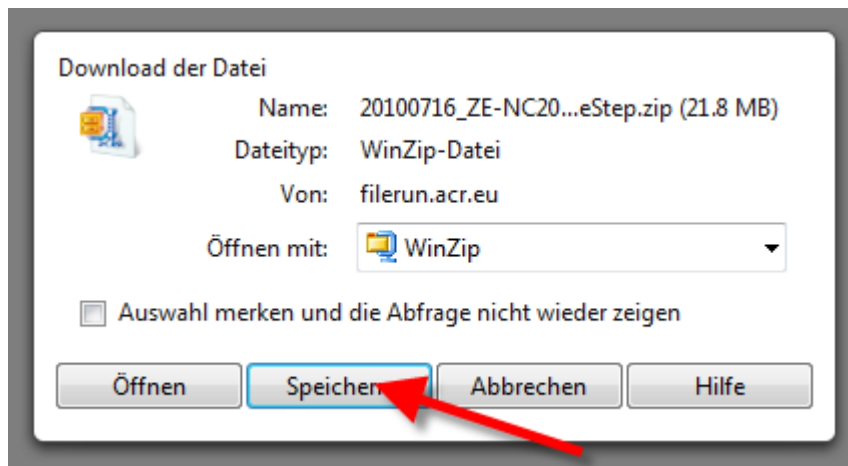 Download der Datei
Name: 20100716_ZE-NC20...eStep.zip (21.8 MB)
Dateityp: WinZip-Datei
Von: filerun.acr.eu
Öffnen mit: WinZip
Auswahl merken und die Abfrage nicht wieder zeigen
Öffnen Speichern Abbrechen Hilfe